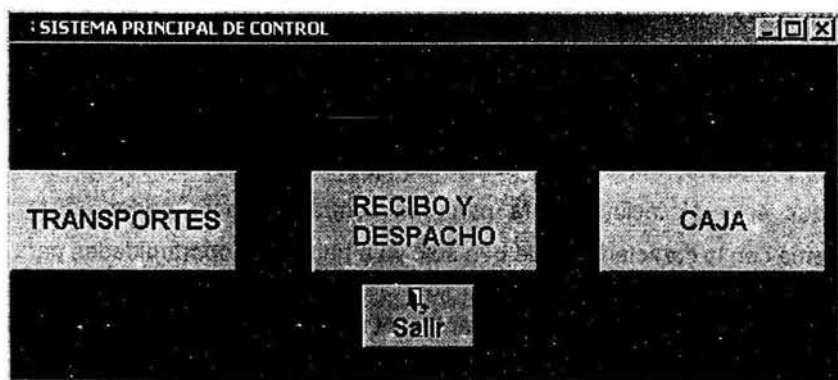 : SISTEMA PRINCIPAL DE CONTROL
TRANSPORTES
RECIBO Y
DESPACHO
CAJA
Salir